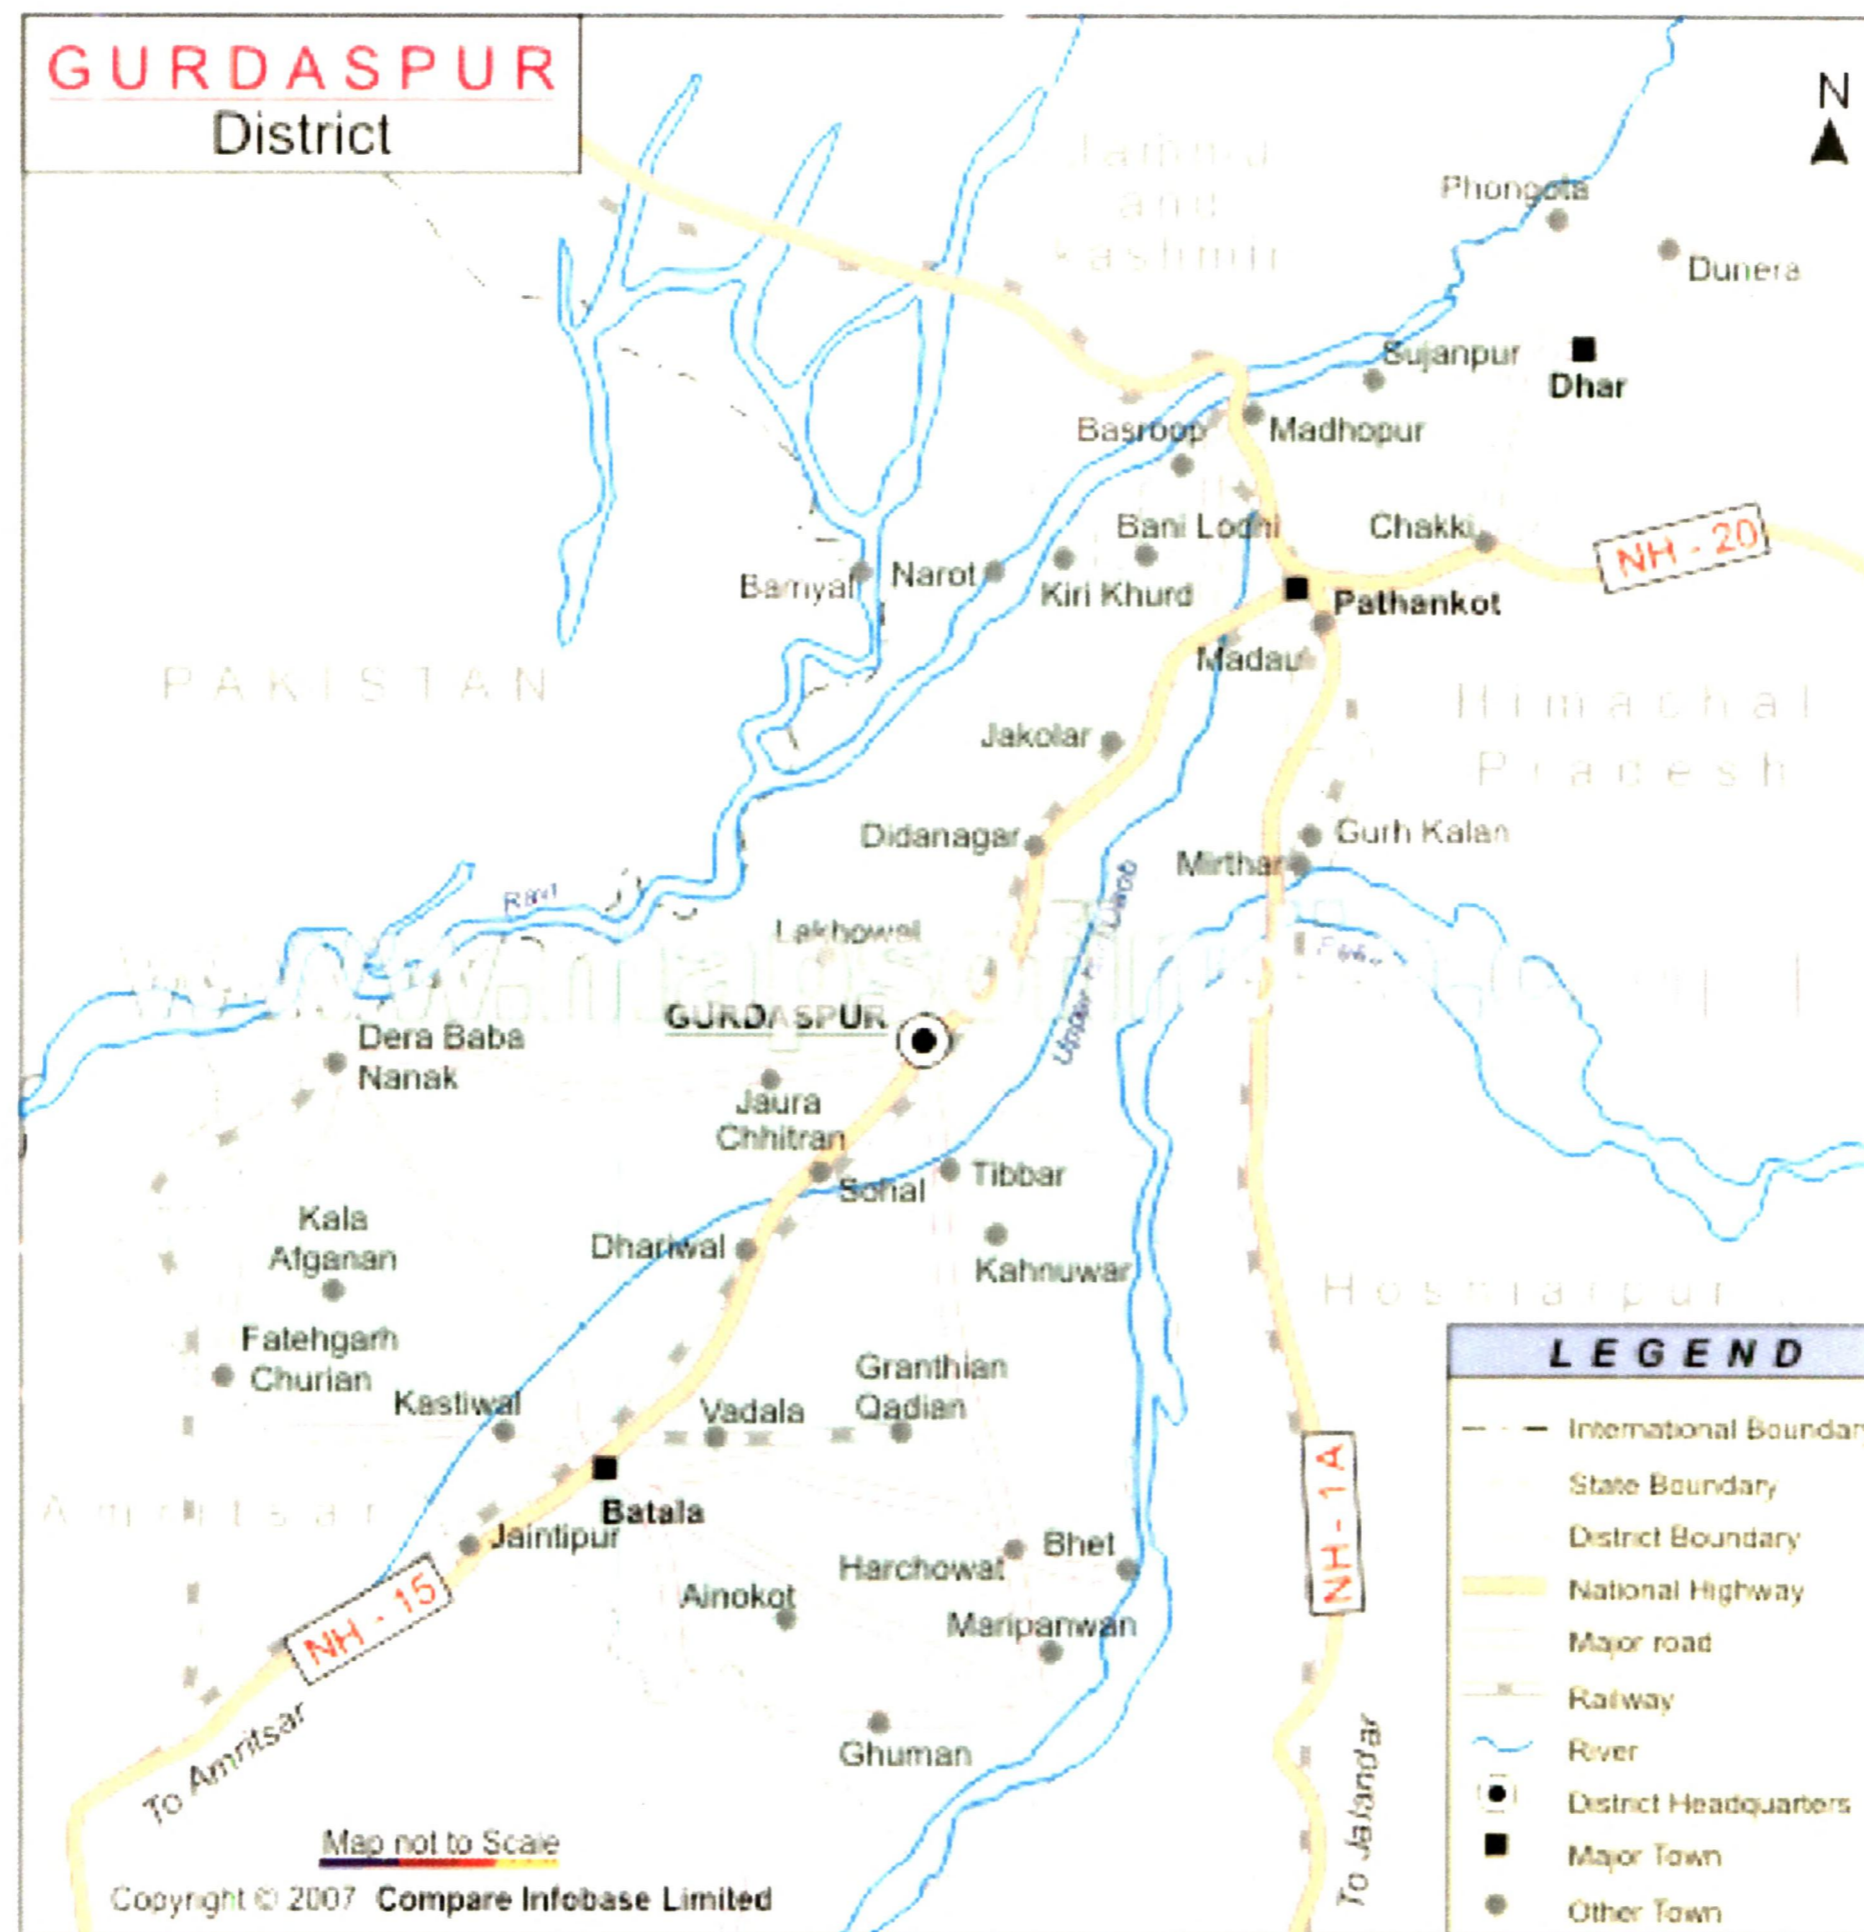 GURDASPUR
District
N
Jammu
and
Kashmir
Phongota
Dunera
Sujanpur
Dhar
Basroop
Madhopur
Bani Lodhi
Chakki
NH - 20
Bamyal
Narot
Kiri Khurd
Pathankot
Madau
PAKISTAN
Himachal
Pradesh
Jakolar
Didanagar
Gurh Kalan
Mirthar
Ravi
Lakhowal
GURDASPUR
Dera Baba
Nanak
Jaura
Chhitran
Sohal
Tibbar
Kala
Afganan
Dhariwal
Kahnuwar
Hoshiarpur
Fatehgarh
Churian
Kastiwal
Vadala
Granthian
Qadian
LEGEND
International Boundar
State Boundary
District Boundary
National Highway
Major road
Railway
River
District Headquarters
Major Town
Other Town
Amritsar
Batala
Jaintipur
NH - 1A
Harchowat
Bhet
Ainokot
Maripanwan
NH - 15
To Amritsar
Ghuman
To Jalandar
Map not to Scale
Copyright © 2007 Compare Infobase Limited